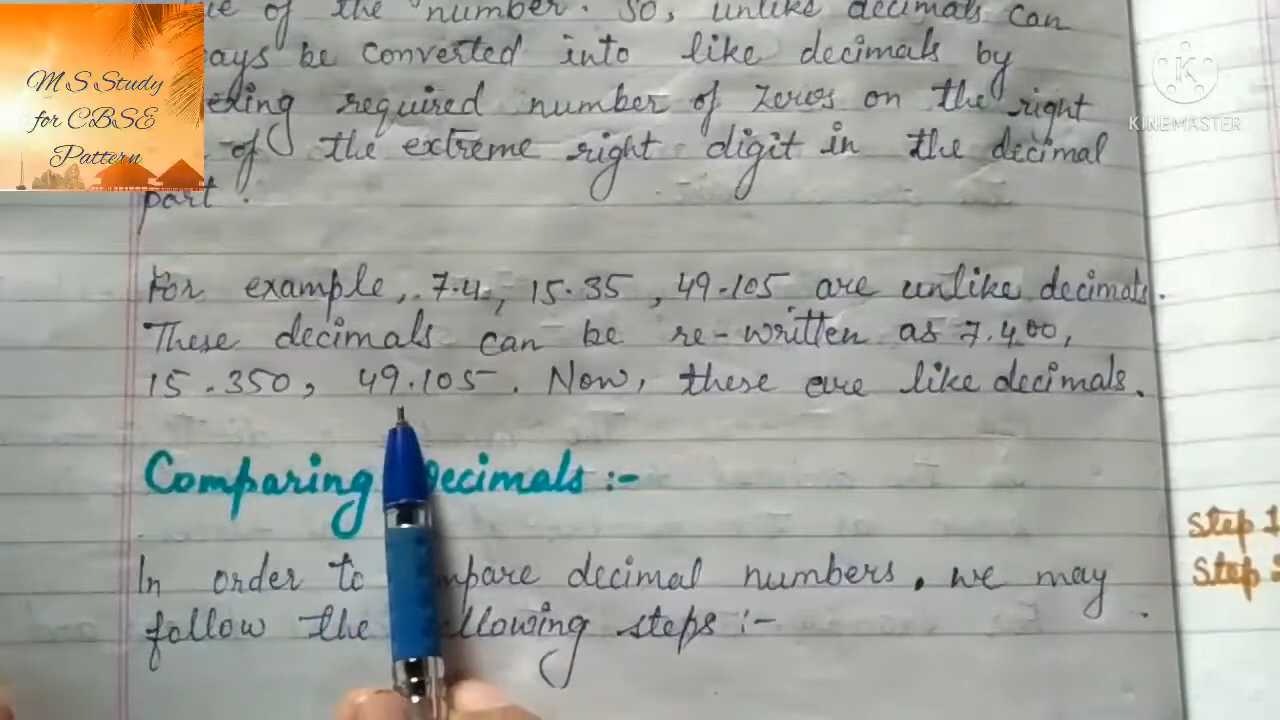 of the number. So, unlike decimals can
be converted into like decimals by
required number of zeros on the right
of the extreme right digit in the decimal
part.
For example, 7.4, 15.35, 49.105 are unlike decimals.
These decimals can be re-written as 7.400,
15.350, 49.105. Now, these are like decimals.
Comparing Decimals :-
In order to compare decimal numbers, we may
follow the following steps :-
Step 1
Step
M S Study
for CBSE
Pattern
K
KINEMASTER